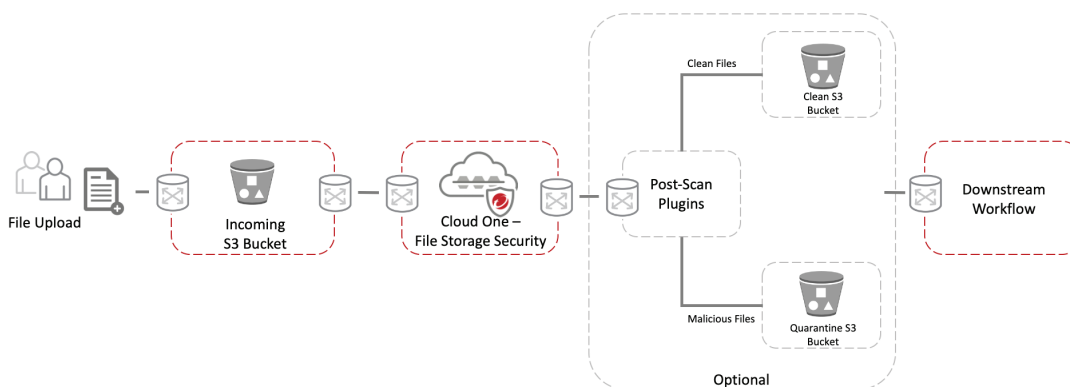 File Upload
Incoming
S3 Bucket
Cloud One –
File Storage Security
Post-Scan
Plugins
Clean Files
Clean S3
Bucket
Malicious Files
Quarantine S3
Bucket
Optional
Downstream
Workflow